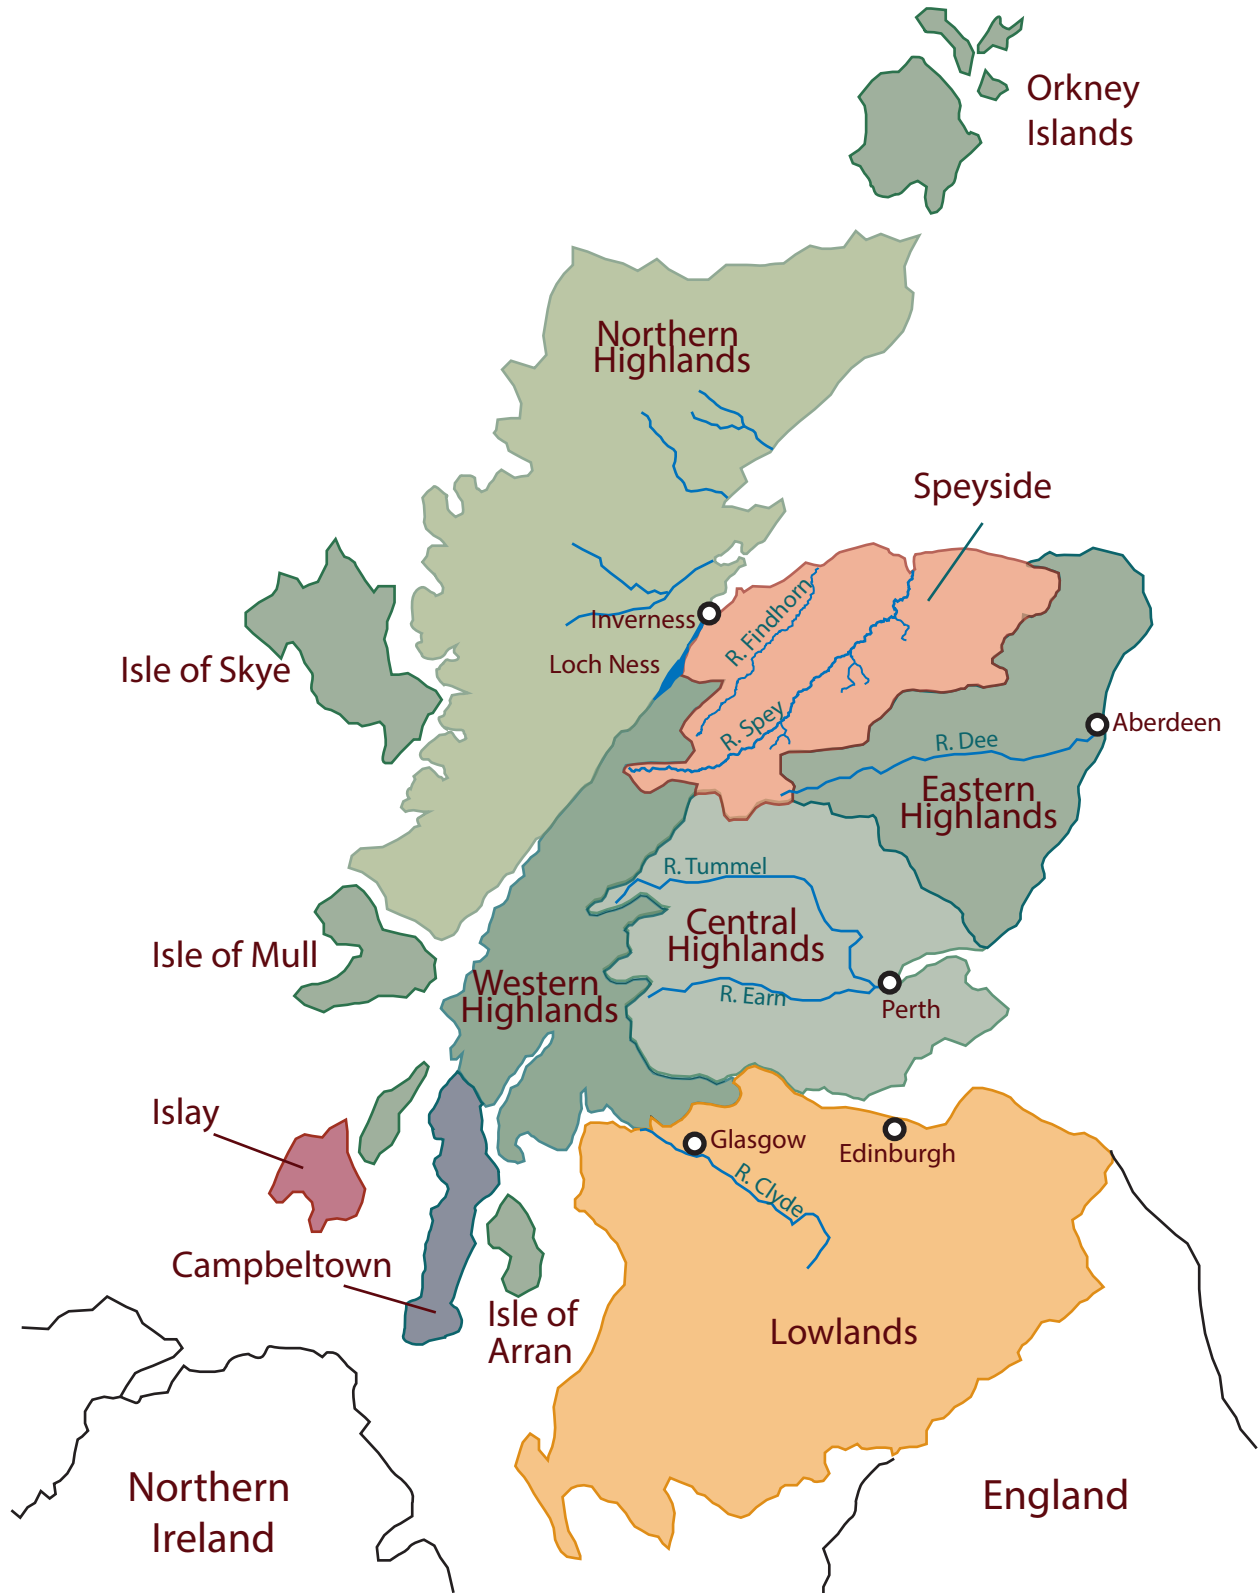 Orkney
Islands
Northern
Highlands
Speyside
R. Findhorn
Inverness
Loch Ness
Isle of Skye
R. Spey
Aberdeen
R. Dee
Eastern
Highlands
R. Tummel
Central
Highlands
Isle of Mull
Western
Highlands
R. Earn
Perth
Islay
Glasgow
Edinburgh
R. Clyde
Campbeltown
Isle of
Arran
Lowlands
Northern
Ireland
England